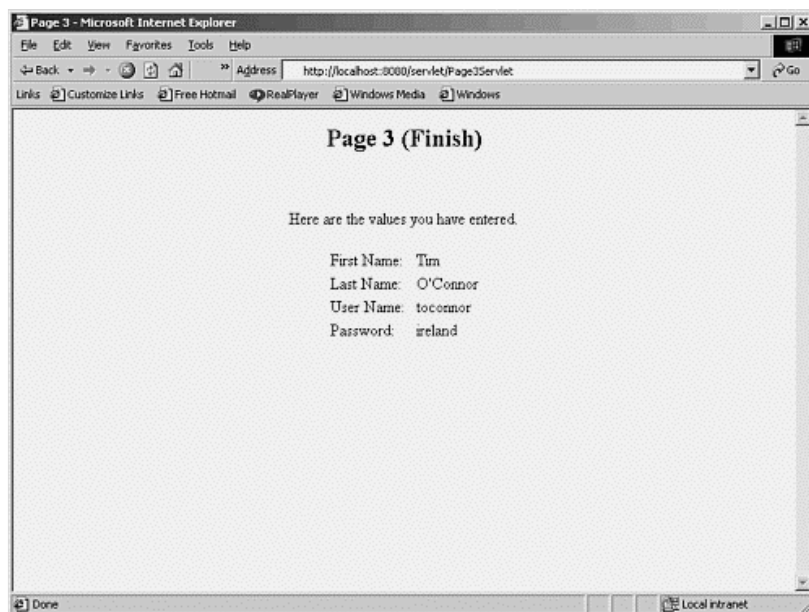 Page 3 - Microsoft Internet Explorer
File Edit View Favorites Tools Help
Back » Address http://localhost:8080/servlet/Page3Servlet Go
Links Customize Links Free Hotmail RealPlayer Windows Media Windows
Page 3 (Finish)
Here are the values you have entered.
First Name: Tim
Last Name: O'Connor
User Name: toconnor
Password: ireland
Done Local intranet